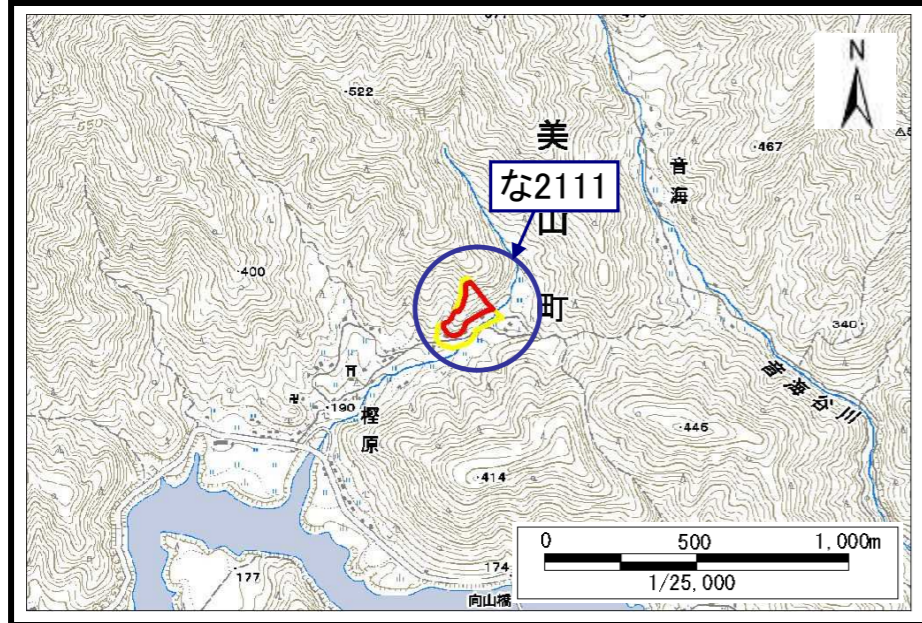 N
・522
美山町
な2111
音海
・467
・400
340・
音海谷川
・190
樫原
・446
・414
174
・177
向山橋
0 500 1,000m
1/25,000